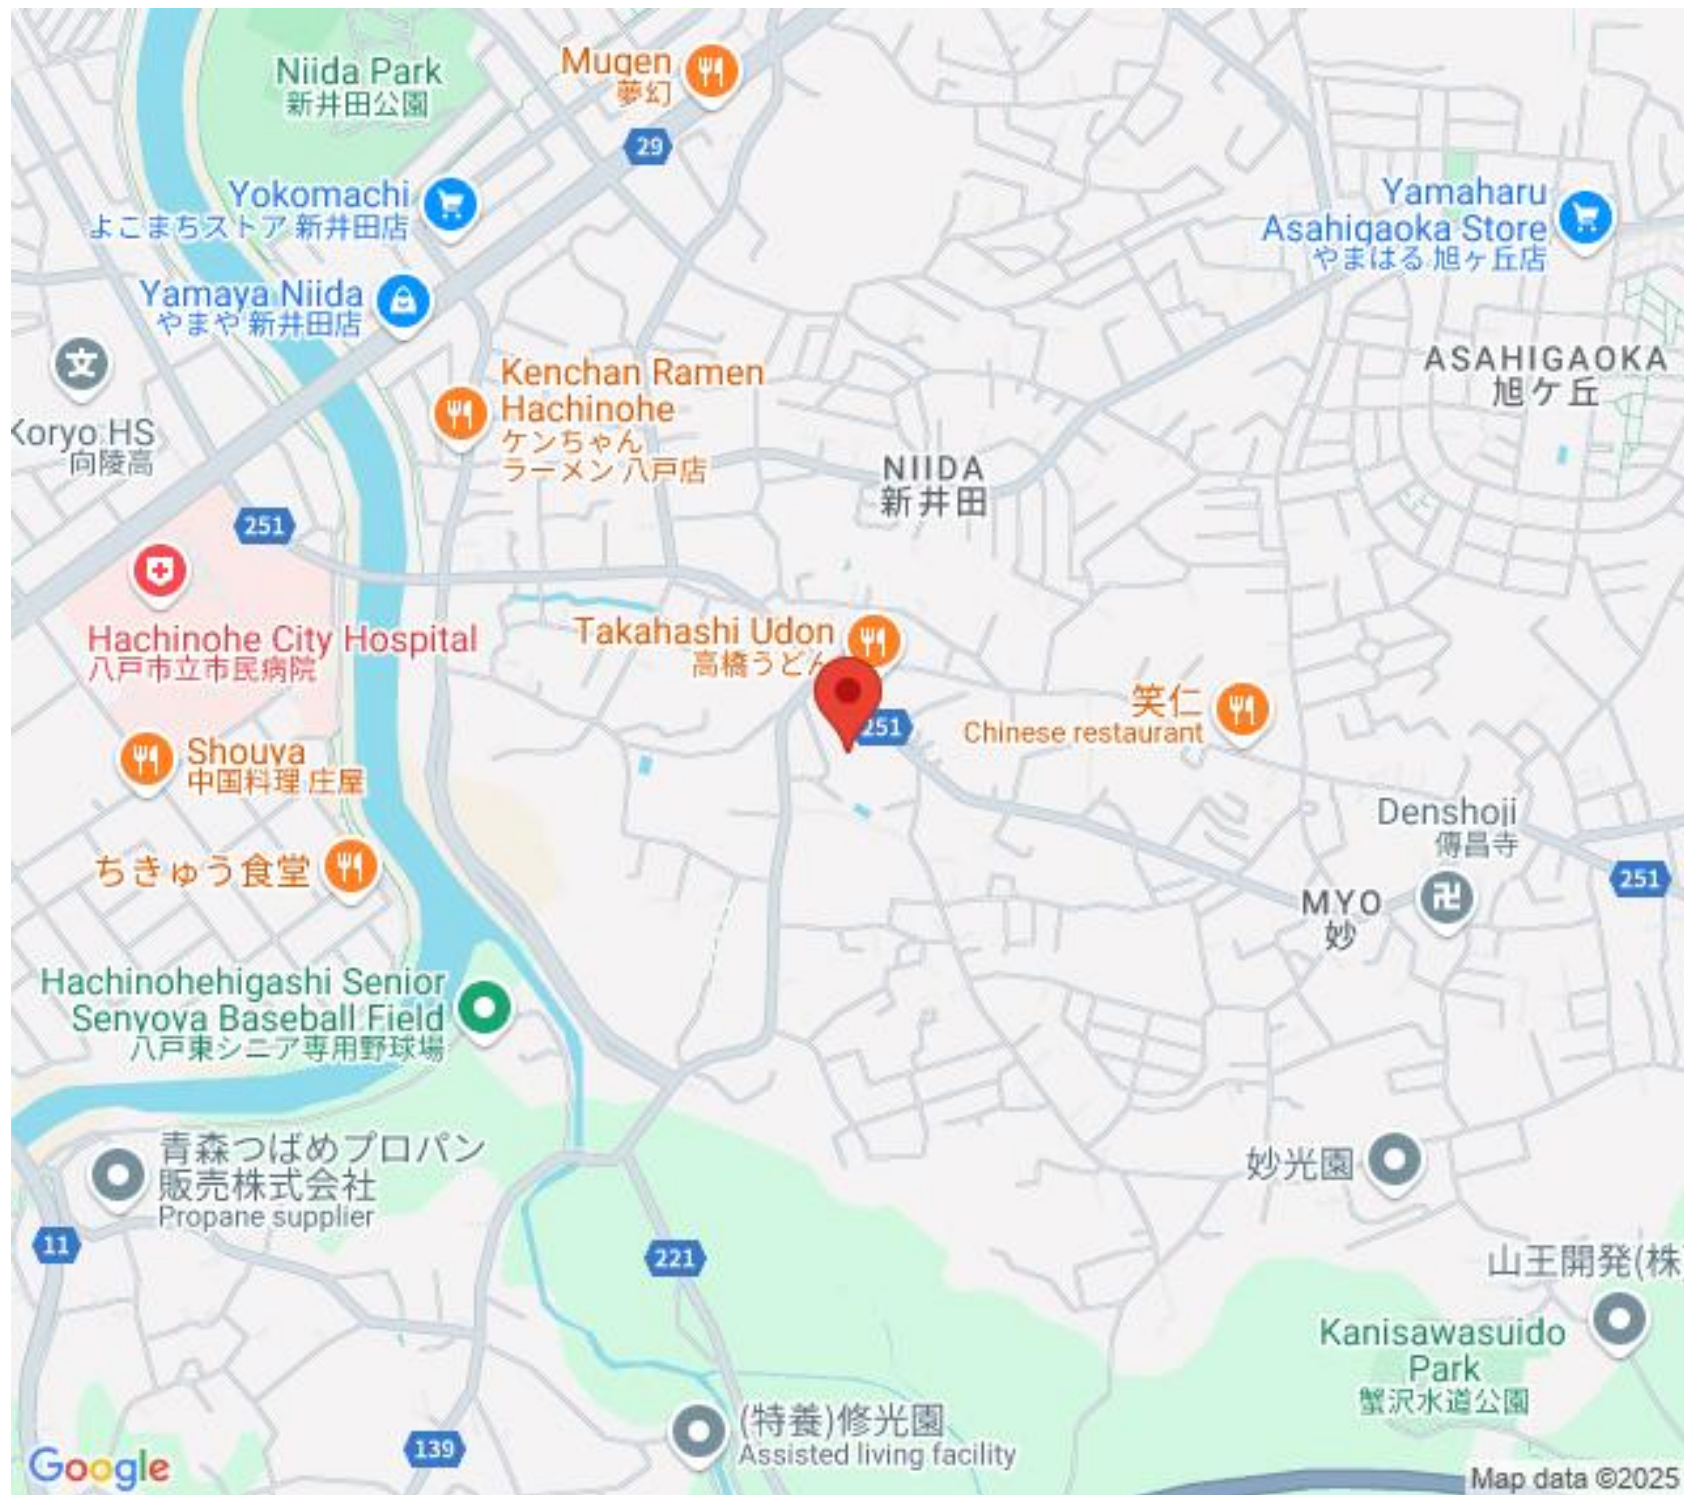 Niida Park
新井田公園
Mugen
夢幻
29
Yokomachi
よこまちストア 新井田店
Yamaharu
Asahigaoka Store
やまはる 旭ヶ丘店
Yamaya Niida
やまや 新井田店
Koryo HS
向陵高
Kenchan Ramen
Hachinohe
ケンちゃん
ラーメン 八戸店
ASAHIGAOKA
旭ケ丘
NIIDA
新井田
251
Hachinohe City Hospital
八戸市立市民病院
Takahashi Udon
高橋うどん
251
笑仁
Chinese restaurant
Shouya
中国料理 庄屋
Denshoji
傳昌寺
ちきゅう食堂
251
MYO
妙
Hachinohehigashi Senior
Senyoya Baseball Field
八戸東シニア専用野球場
青森つばめプロパン
販売株式会社
Propane supplier
妙光園
11
221
山王開発(株
Kanisawasuido
Park
蟹沢水道公園
(特養)修光園
Assisted living facility
139
Google
Map data ©2025